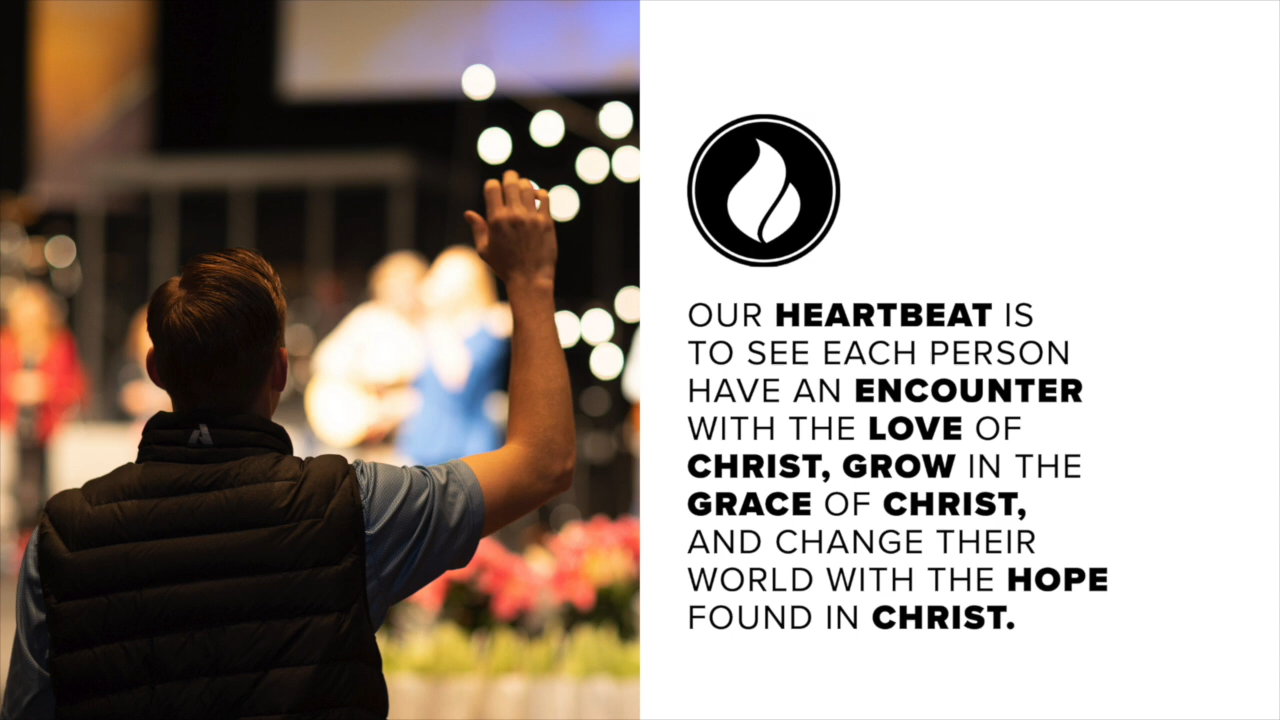 OUR HEARTBEAT IS
TO SEE EACH PERSON
HAVE AN ENCOUNTER
WITH THE LOVE OF
CHRIST, GROW IN THE
GRACE OF CHRIST,
AND CHANGE THEIR
WORLD WITH THE HOPE
FOUND IN CHRIST.